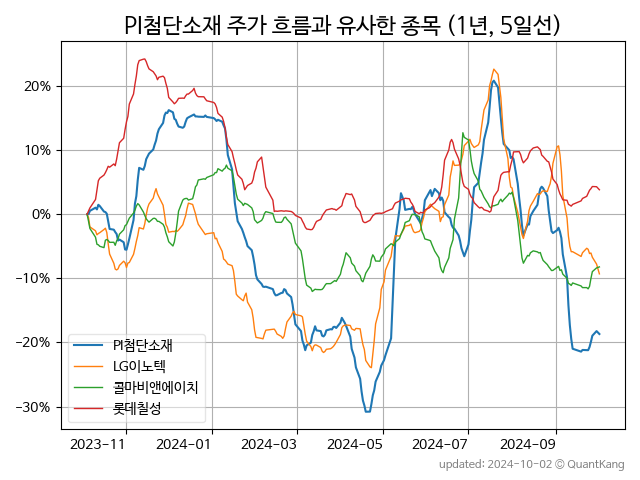 PI첨단소재 주가 흐름과 유사한 종목 (1년, 5일선)
20%
10%
0%
−10%
−20%
−30%
PI첨단소재
LG이노텍
콜마비앤에이치
롯데칠성
2023-11
2024-01
2024-03
2024-05
2024-07
2024-09
updated: 2024-10-02 © QuantKang